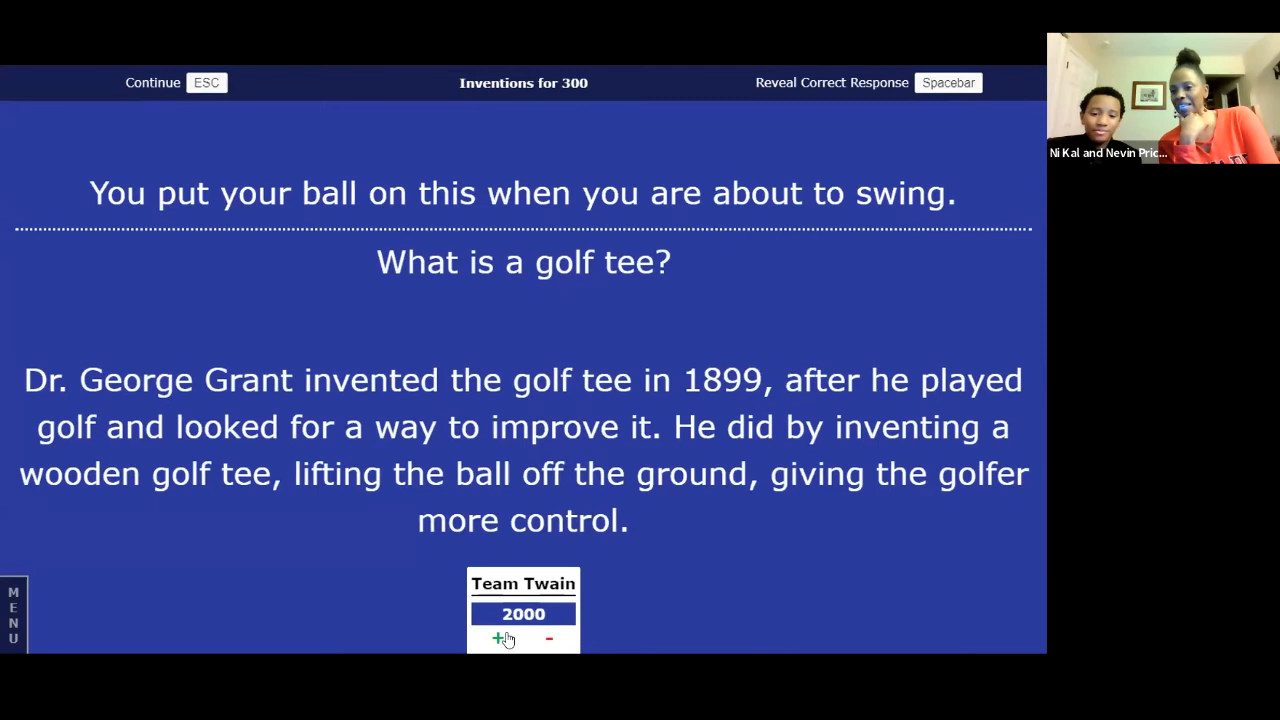 Continue ESC
Inventions for 300
Reveal Correct Response Spacebar
You put your ball on this when you are about to swing.
What is a golf tee?
Dr. George Grant invented the golf tee in 1899, after he played
golf and looked for a way to improve it. He did by inventing a
wooden golf tee, lifting the ball off the ground, giving the golfer
more control.
MENU
Team Twain
2000
+ -
Ni Kal and Nevin Pric...